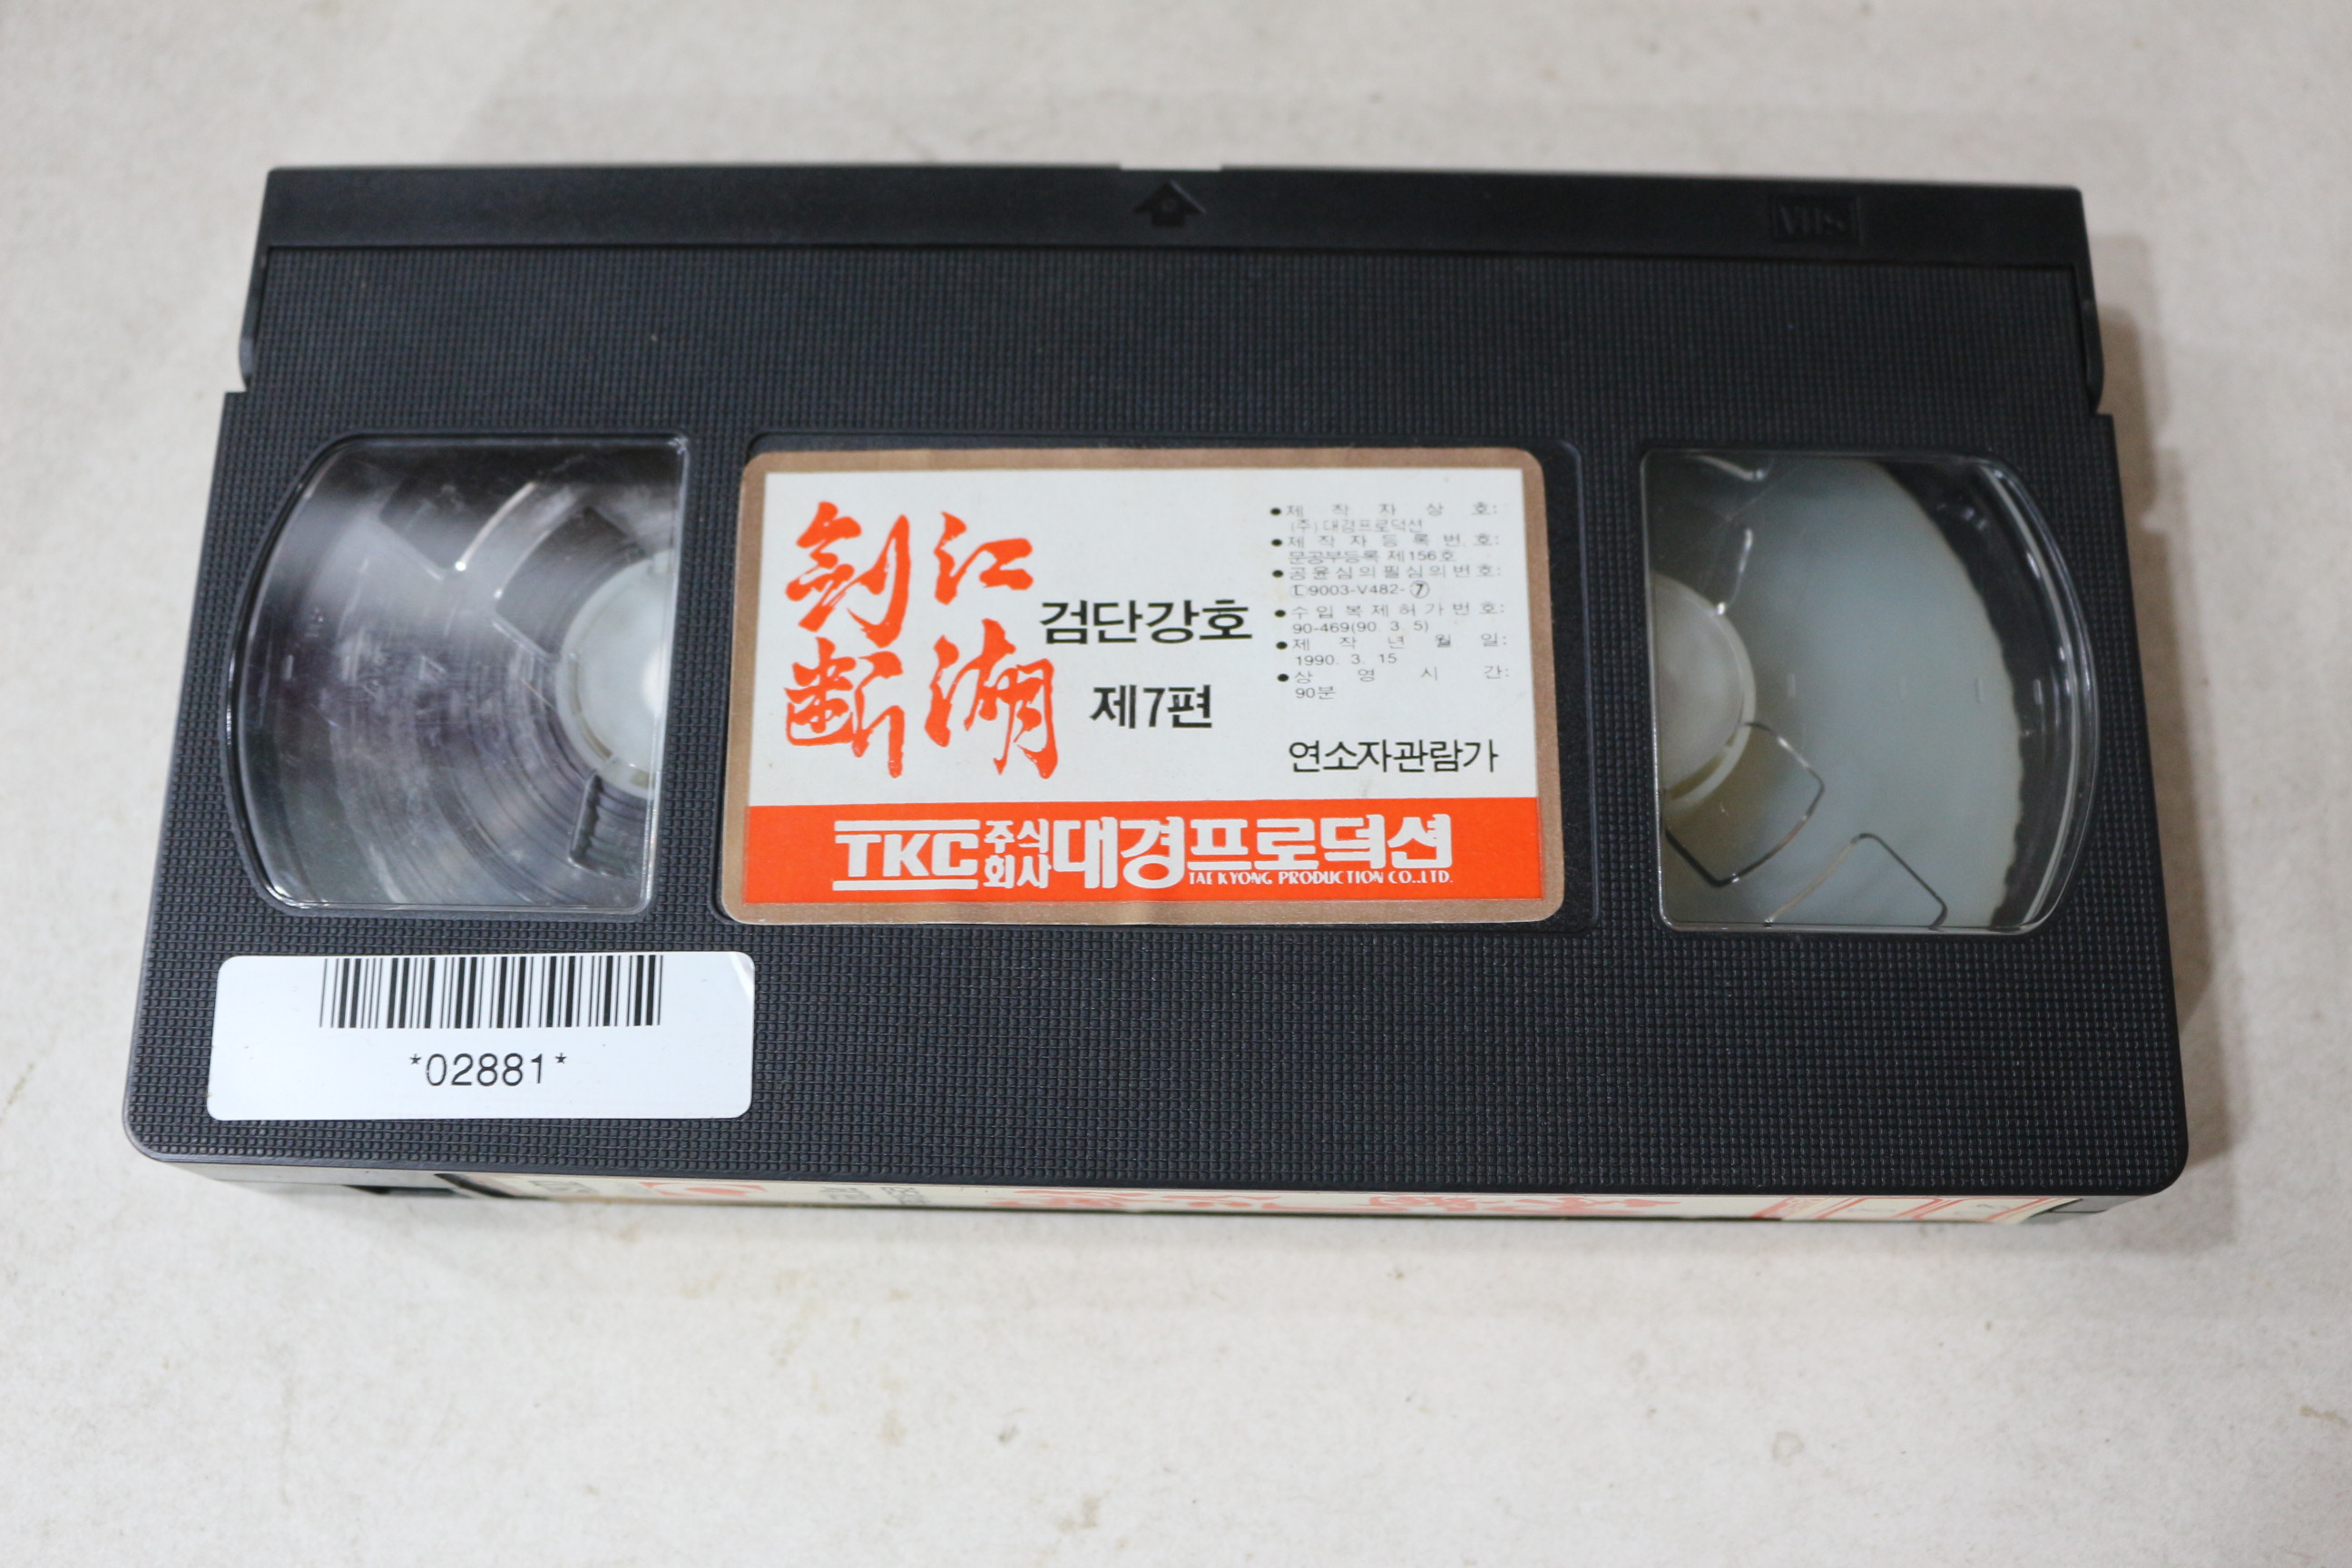 VHS
劍斷
江湖
검단강호
제7편
●제작자상호:
(주)대경프로덕션
●제작자등록번호:
문공부등록 제156호
●공윤심의필심의번호:
9003-V482-⑦
●수입복제허가번호:
90-469(90. 3. 5)
●제작년월일:
1990. 3. 15
●상영시간:
90분
연소자관람가
TKC 주식회사 대경프로덕션
TAE KYONG PRODUCTION CO.,LTD.
*02881*